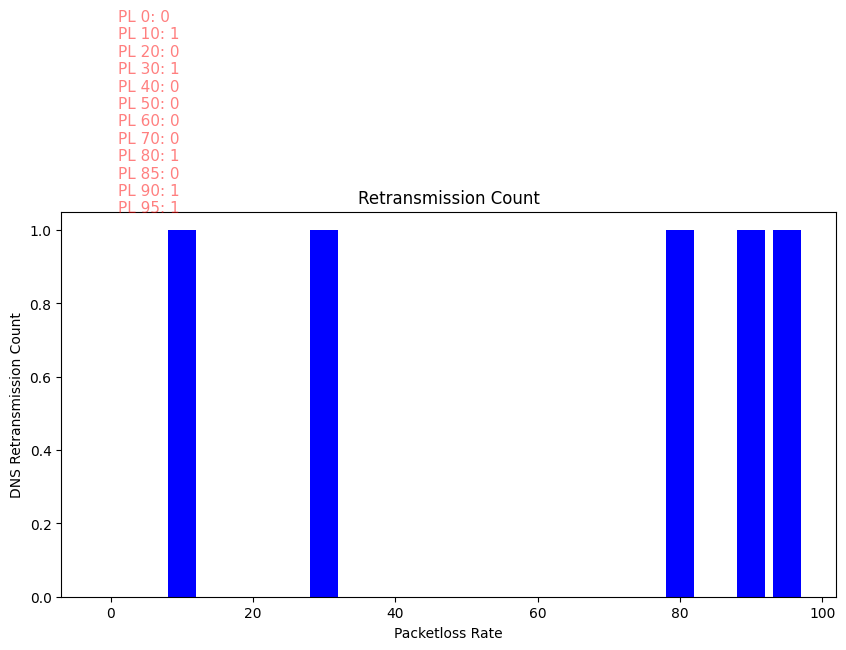 PL 0: 0
PL 10: 1
PL 20: 0
PL 30: 1
PL 40: 0
PL 50: 0
PL 60: 0
PL 70: 0
PL 80: 1
PL 85: 0
PL 90: 1
PL 95: 1
Retransmission Count
DNS Retransmission Count
1.0
0.8
0.6
0.4
0.2
0.0
0 20 40 60 80 100
Packetloss Rate